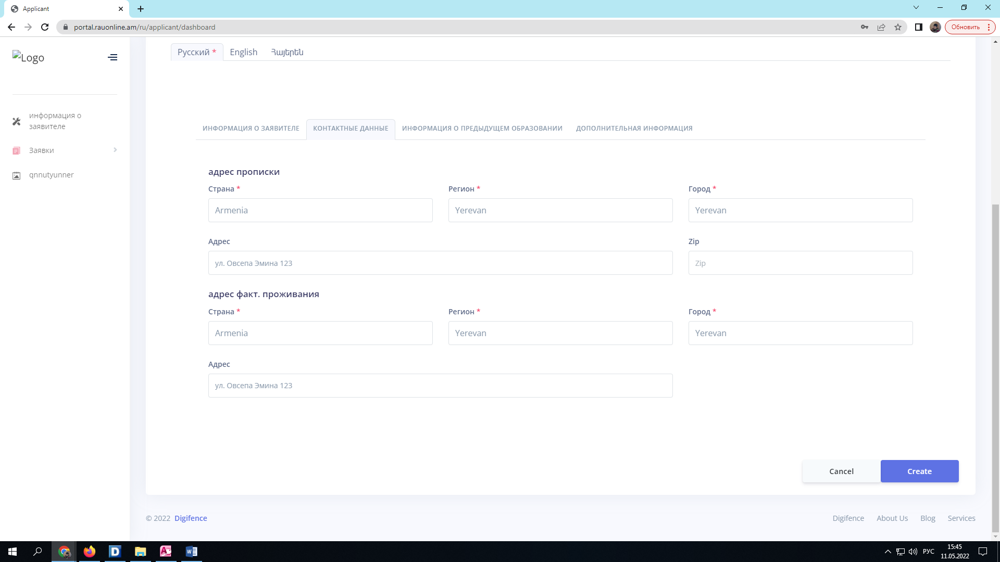 Applicant
portal.rauonline.am/ru/applicant/dashboard
Обновить
Logo
Русский *
English
Հայերեն
информация о
заявителе
Заявки
qnnutyunner
ИНФОРМАЦИЯ О ЗАЯВИТЕЛЕ
КОНТАКТНЫЕ ДАННЫЕ
ИНФОРМАЦИЯ О ПРЕДЫДУЩЕМ ОБРАЗОВАНИИ
ДОПОЛНИТЕЛЬНАЯ ИНФОРМАЦИЯ
адрес прописки
Страна *
Регион *
Город *
Armenia
Yerevan
Yerevan
Адрес
Zip
ул. Овсепа Эмина 123
Zip
адрес факт. проживания
Страна *
Регион *
Город *
Armenia
Yerevan
Yerevan
Адрес
ул. Овсепа Эмина 123
Cancel
Create
© 2022 Digifence
Digifence
About Us
Blog
Services
РУС
15:45
11.05.2022